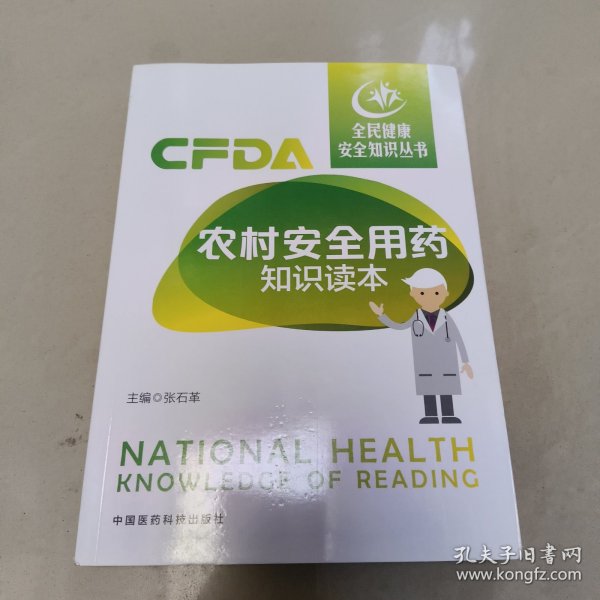 CFDA
全民健康
安全知识丛书
农村安全用药
知识读本
主编◎张石革
NATIONAL HEALTH
KNOWLEDGE OF READING
中国医药科技出版社
孔夫子旧书网
www.kongfz.com